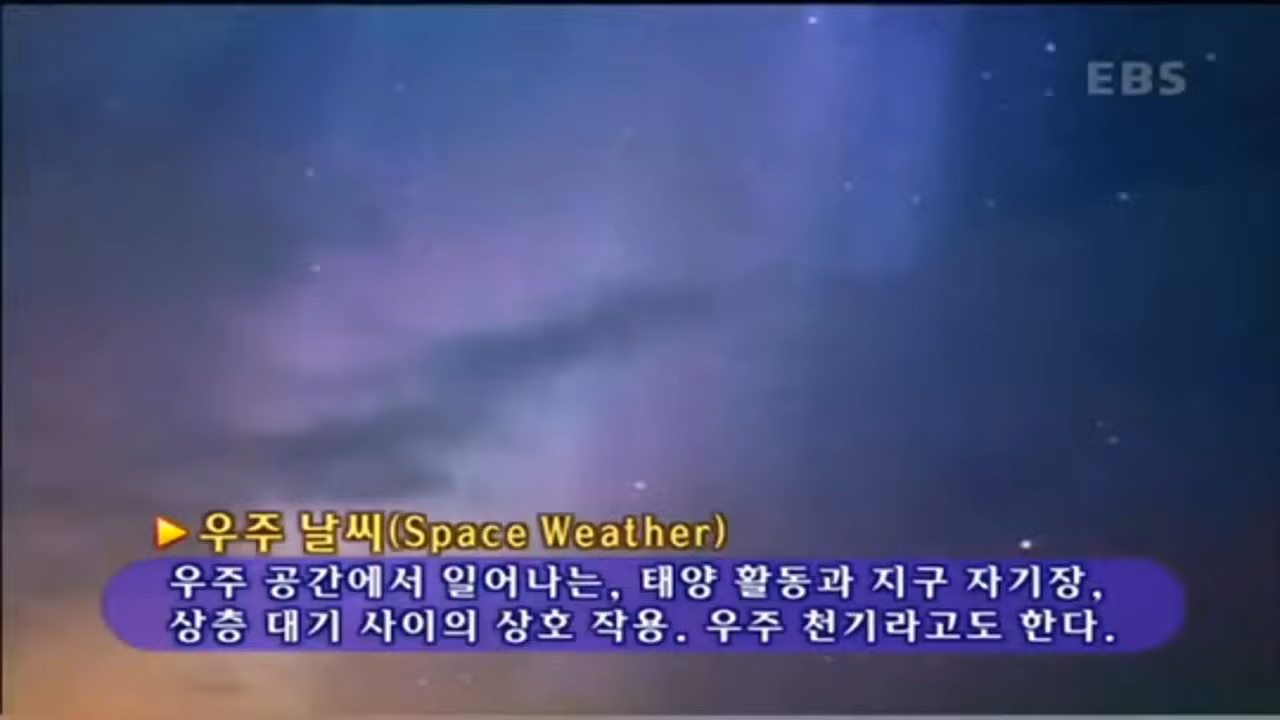 EBS
▶우주 날씨(Space Weather)
우주 공간에서 일어나는, 태양 활동과 지구 자기장,
상층 대기 사이의 상호 작용. 우주 천기라고도 한다.